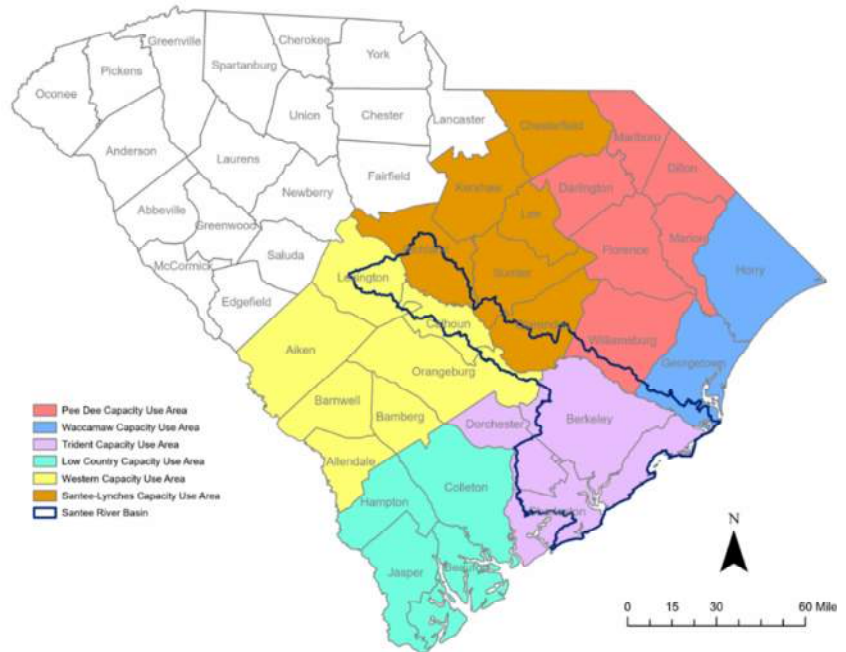 Cherokee
Greenville
York
Pickens
Spartanburg
Oconee
Union
Chester
Lancaster
Chesterfield
Marlboro
Anderson
Laurens
Fairfield
Kershaw
Dillon
Newberry
Darlington
Lee
Abbeville
Greenwood
Marion
Florence
Saluda
Sumter
Horry
McCormick
Lexington
Edgefield
Calhoun
Williamsburg
Georgetown
Aiken
Orangeburg
Berkeley
Barnwell
Bamberg
Dorchester
Allendale
Colleton
Hampton
Jasper
Pee Dee Capacity Use Area
Waccamaw Capacity Use Area
Trident Capacity Use Area
Low Country Capacity Use Area
Western Capacity Use Area
Santee-Lynches Capacity Use Area
Santee River Basin
N
0 15 30 60 Mile